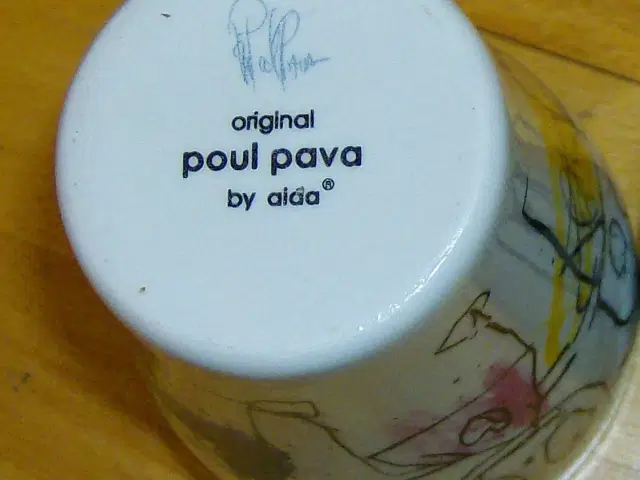 original
poul pava
by aida®